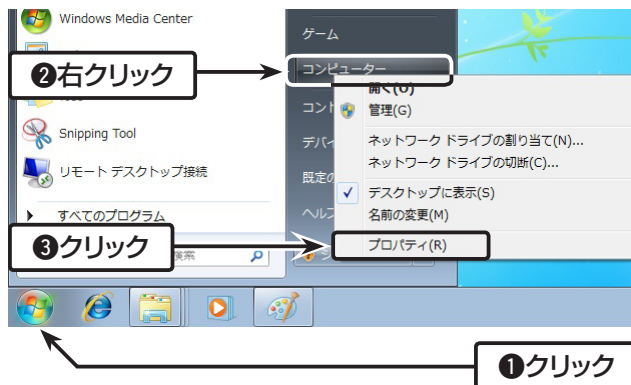 Windows Media Center
ゲーム
コンピューター
❷右クリック
開く(O)
コント
管理(G)
Snipping Tool
デバイ
ネットワーク ドライブの割り当て(N)...
ネットワーク ドライブの切断(C)...
リモート デスクトップ接続
既定の
デスクトップに表示(S)
すべてのプログラム
ヘルプ
名前の変更(M)
❸クリック
検索
プロパティ(R)
❶クリック